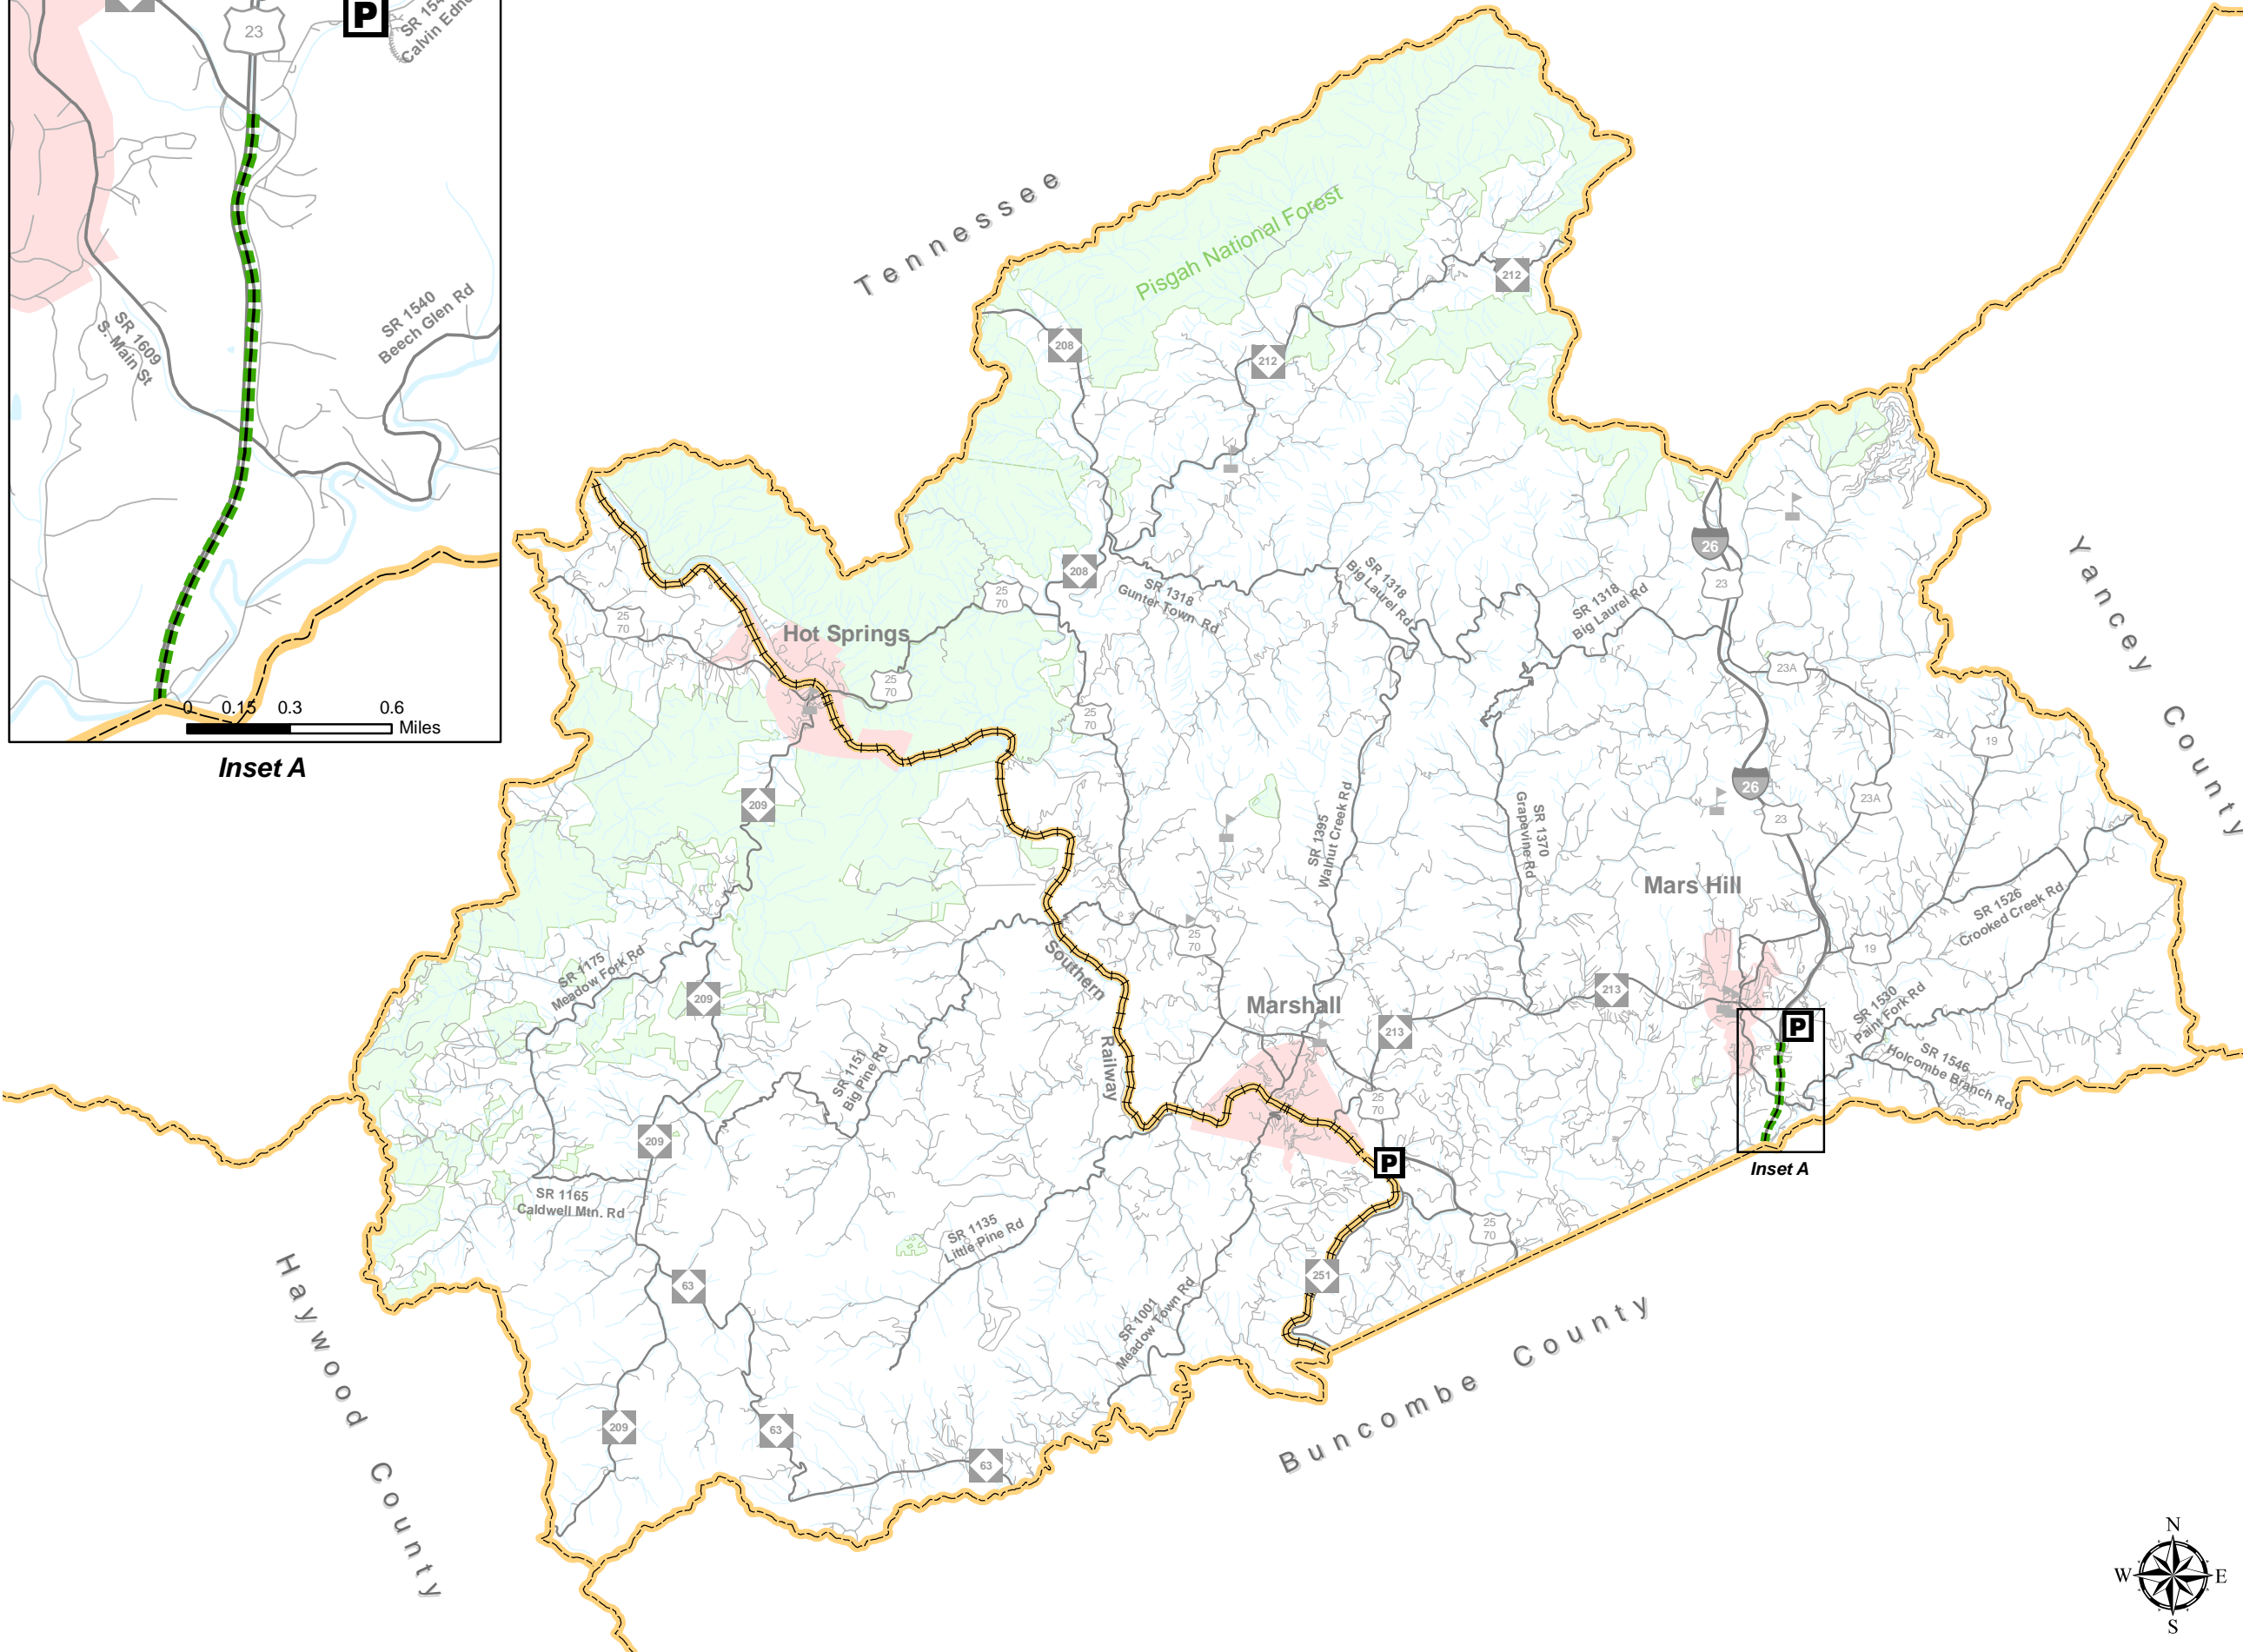 23
P
SR 154
Calvin Edn
SR 1540
Beech Glen Rd
SR 1609
S. Main St
0 0.15 0.3 0.6
Miles
Inset A
Tennessee
Pisgah National Forest
212
208
212
Yancey County
26
23
208
SR 1318
Gunter Town Rd
SR 1318
Big Laurel Rd
SR 1318
Big Laurel Rd
25
70
25
70
Hot Springs
25
70
23A
25
70
19
209
26
23
23A
SR 1395
Walnut Creek Rd
SR 1370
Grapevine Rd
Mars Hill
SR 1526
Crooked Creek Rd
25
70
19
SR 1175
Meadow Fork Rd
Southern
Railway
209
Marshall
213
213
P
SR 1530
Paint Fork Rd
SR 1546
Holcombe Branch Rd
SR 1151
Big Pine Rd
25
70
209
P
Inset A
SR 1165
Caldwell Mtn. Rd
SR 1135
Little Pine Rd
25
70
63
251
SR 1001
Meadow Town Rd
Haywood County
Buncombe County
209
63
63
N
W E
S